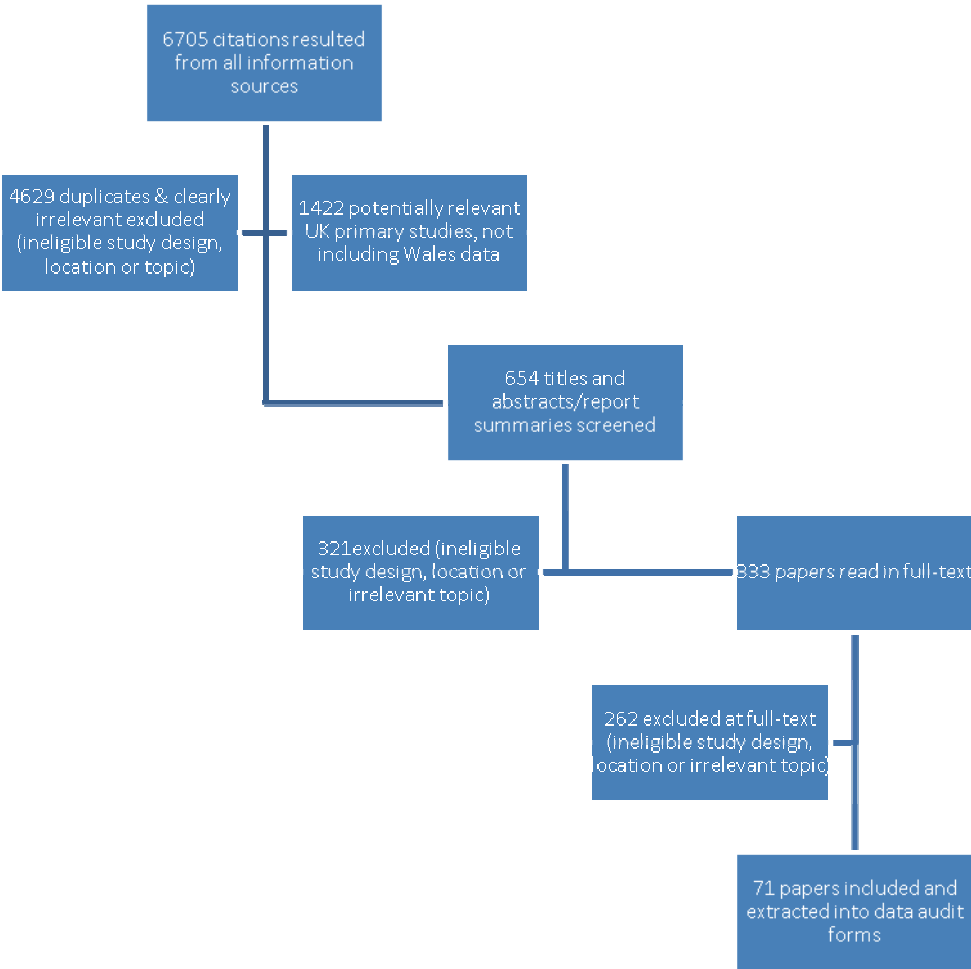 6705 citations resulted
from all information
sources
4629 duplicates & clearly
irrelevant excluded
(ineligible study design,
location or topic)
1422 potentially relevant
UK primary studies, not
including Wales data
654 titles and
abstracts/report
summaries screened
321excluded (ineligible
study design, location or
irrelevant topic)
333 papers read in full-text
262 excluded at full-text
(ineligible study design,
location or irrelevant topic)
71 papers included and
extracted into data audit
forms